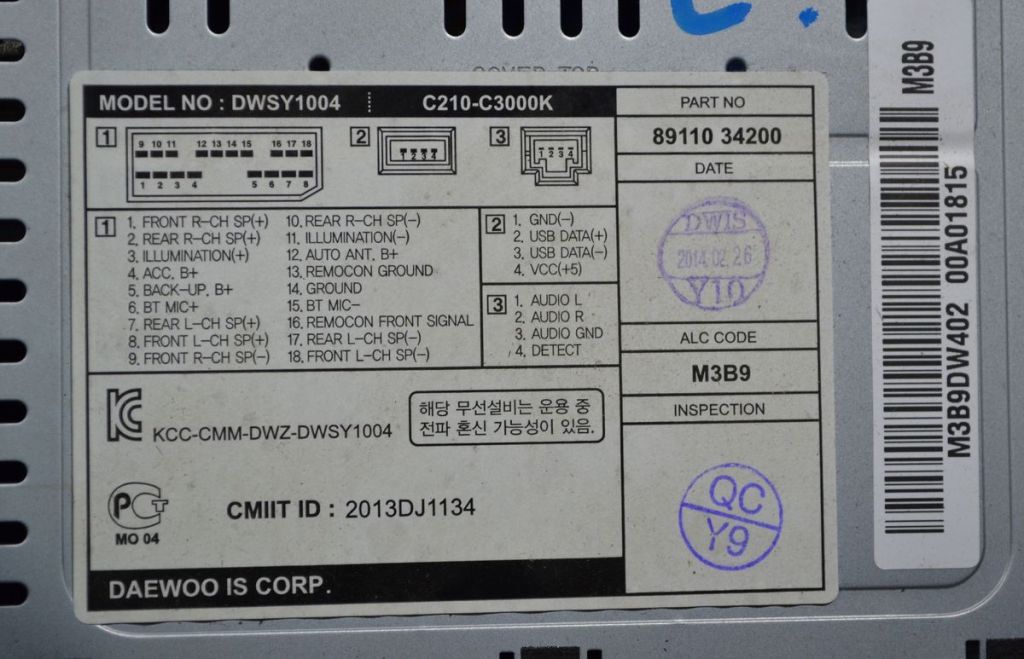 COVER TOP
MODEL NO : DWSY1004 C210-C3000K
1
9 10 11 12 13 14 15 16 17 18
1 2 3 4 5 6 7 8
2
1 2 3 4
3
1 2 3 4
1
1. FRONT R-CH SP(+)
2. REAR R-CH SP(+)
3. ILLUMINATION(+)
4. ACC. B+
5. BACK-UP. B+
6. BT MIC+
7. REAR L-CH SP(+)
8. FRONT L-CH SP(+)
9. FRONT R-CH SP(-)
10. REAR R-CH SP(-)
11. ILLUMINATION(-)
12. AUTO ANT. B+
13. REMOCON GROUND
14. GROUND
15. BT MIC-
16. REMOCON FRONT SIGNAL
17. REAR L-CH SP(-)
18. FRONT L-CH SP(-)
2
1. GND(-)
2. USB DATA(+)
3. USB DATA(-)
4. VCC(+5)
3
1. AUDIO L
2. AUDIO R
3. AUDIO GND
4. DETECT
KCC-CMM-DWZ-DWSY1004
해당 무선설비는 운용 중
전파 혼신 가능성이 있음.
PCT
MO 04
CMIIT ID : 2013DJ1134
DAEWOO IS CORP.
PART NO
89110 34200
DATE
DWIS
2014.02.26
Y10
ALC CODE
M3B9
INSPECTION
QC
Y9
M3B9
M3B9DW402 00A01815